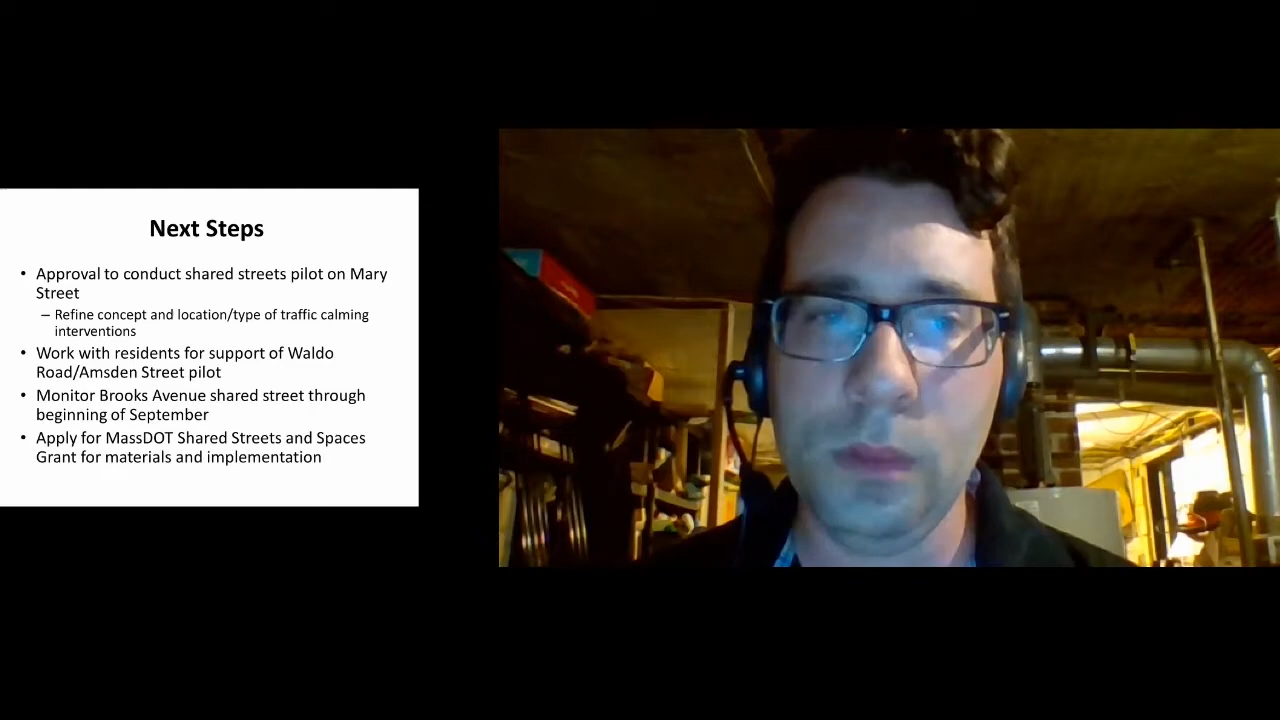 Next Steps
• Approval to conduct shared streets pilot on Mary
Street
– Refine concept and location/type of traffic calming
interventions
• Work with residents for support of Waldo
Road/Amsden Street pilot
• Monitor Brooks Avenue shared street through
beginning of September
• Apply for MassDOT Shared Streets and Spaces
Grant for materials and implementation